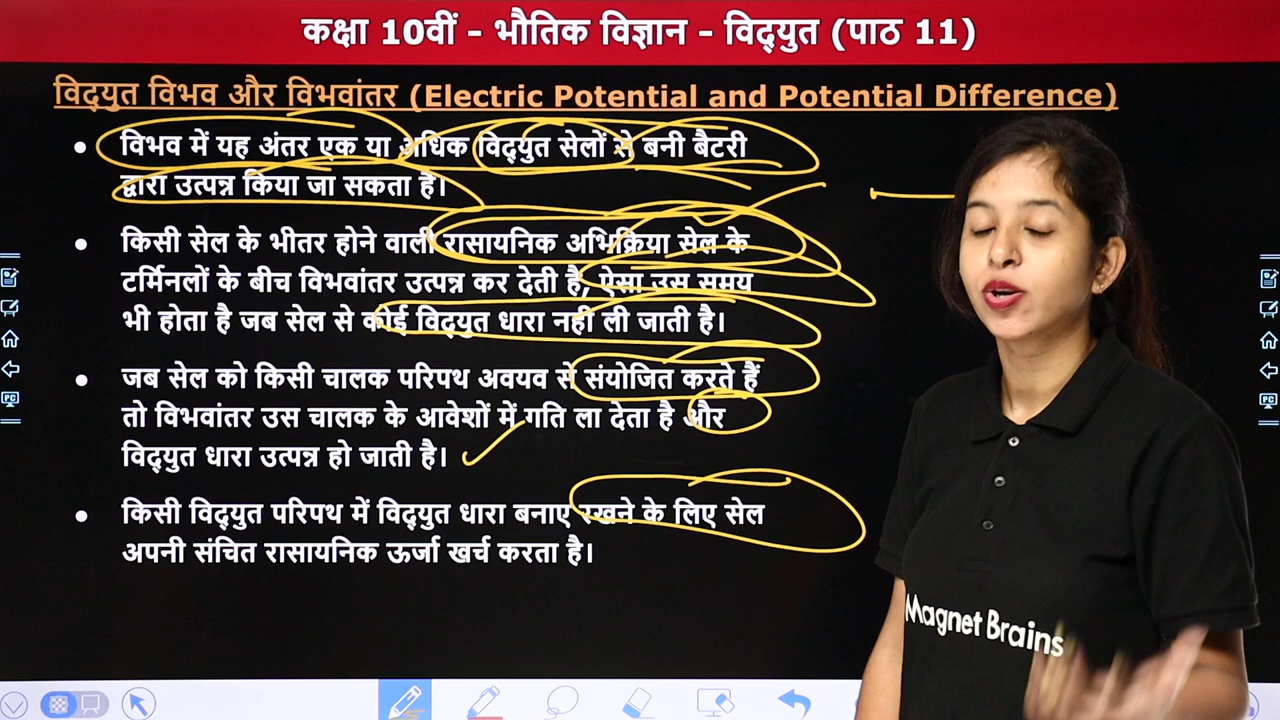 कक्षा 10वीं - भौतिक विज्ञान - विद्युत (पाठ 11)
विद्युत विभव और विभवांतर (Electric Potential and Potential Difference)
• विभव में यह अंतर एक या अधिक विद्युत सेलों से बनी बैटरी
द्वारा उत्पन्न किया जा सकता है।
• किसी सेल के भीतर होने वाली रासायनिक अभिक्रिया सेल के
टर्मिनलों के बीच विभवांतर उत्पन्न कर देती है, ऐसा उस समय
भी होता है जब सेल से कोई विद्युत धारा नही ली जाती है।
• जब सेल को किसी चालक परिपथ अवयव से संयोजित करते हैं
तो विभवांतर उस चालक के आवेशों में गति ला देता है और
विद्युत धारा उत्पन्न हो जाती है।
• किसी विद्युत परिपथ में विद्युत धारा बनाए रखने के लिए सेल
अपनी संचित रासायनिक ऊर्जा खर्च करता है।
Magnet Brains
PC
PC